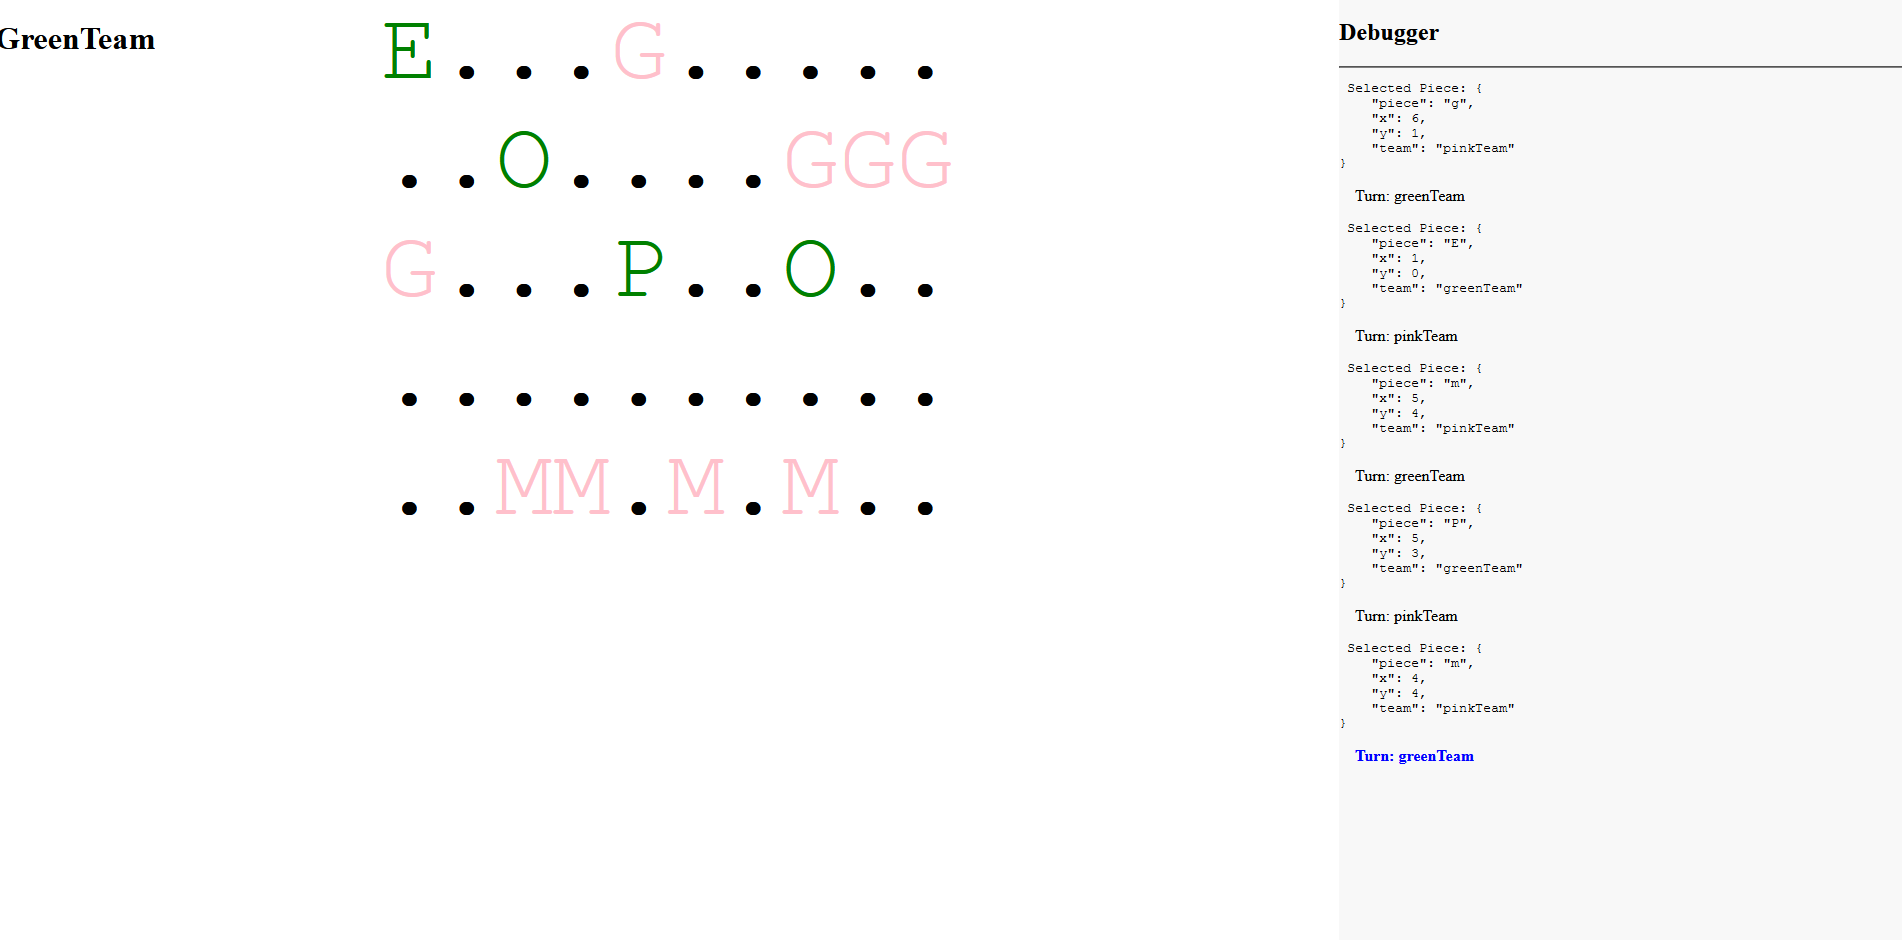 GreenTeam
E...G.....
..O....GGG
G...P..O..
..........
..MM.M.M..
Debugger
Selected Piece: {
    "piece": "g",
    "x": 6,
    "y": 1,
    "team": "pinkTeam"
}
Turn: greenTeam
Selected Piece: {
    "piece": "E",
    "x": 1,
    "y": 0,
    "team": "greenTeam"
}
Turn: pinkTeam
Selected Piece: {
    "piece": "m",
    "x": 5,
    "y": 4,
    "team": "pinkTeam"
}
Turn: greenTeam
Selected Piece: {
    "piece": "P",
    "x": 5,
    "y": 3,
    "team": "greenTeam"
}
Turn: pinkTeam
Selected Piece: {
    "piece": "m",
    "x": 4,
    "y": 4,
    "team": "pinkTeam"
}
Turn: greenTeam